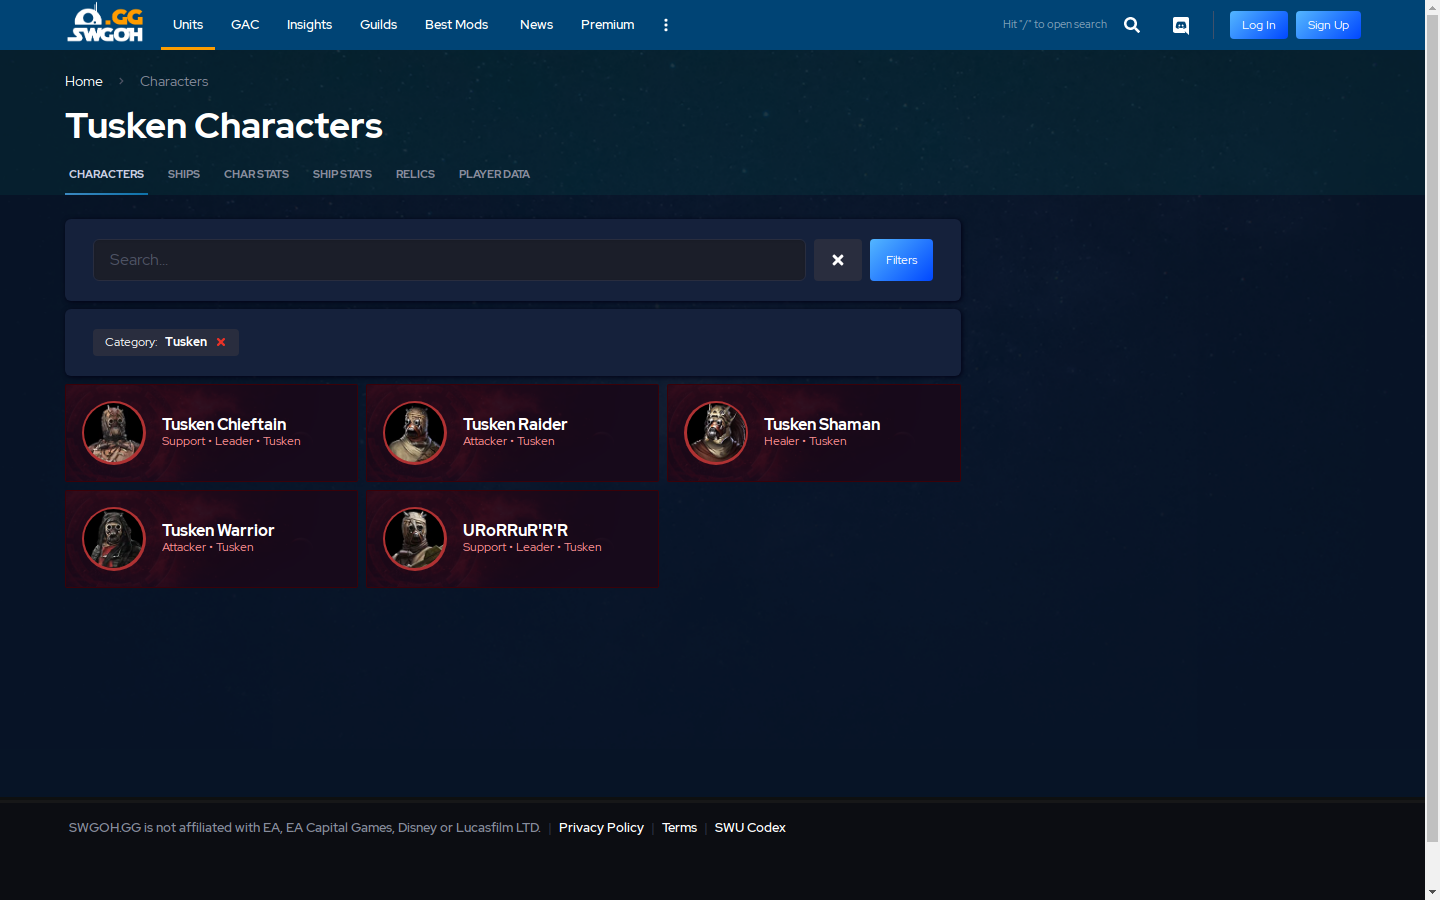 .GG
SWGOH
Units
GAC
Insights
Guilds
Best Mods
News
Premium
Hit "/" to open search
Log In
Sign Up
Home
Characters
Tusken Characters
CHARACTERS
SHIPS
CHAR STATS
SHIP STATS
RELICS
PLAYER DATA
Search...
Filters
Category: Tusken
Tusken Chieftain
Support • Leader • Tusken
Tusken Raider
Attacker • Tusken
Tusken Shaman
Healer • Tusken
Tusken Warrior
Attacker • Tusken
URoRRuR'R'R
Support • Leader • Tusken
SWGOH.GG is not affiliated with EA, EA Capital Games, Disney or Lucasfilm LTD. | Privacy Policy | Terms | SWU Codex